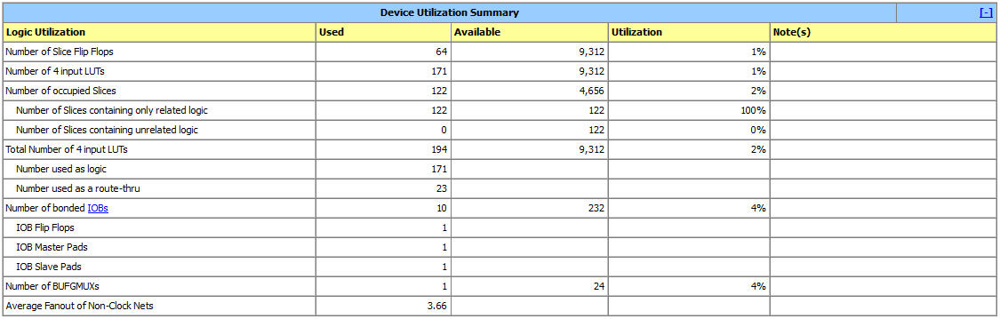 Device Utilization Summary [-]
Logic Utilization Used Available Utilization Note(s)
Number of Slice Flip Flops 64 9,312 1%
Number of 4 input LUTs 171 9,312 1%
Number of occupied Slices 122 4,656 2%
Number of Slices containing only related logic 122 122 100%
Number of Slices containing unrelated logic 0 122 0%
Total Number of 4 input LUTs 194 9,312 2%
Number used as logic 171
Number used as a route-thru 23
Number of bonded IOBs 10 232 4%
IOB Flip Flops 1
IOB Master Pads 1
IOB Slave Pads 1
Number of BUFGMUXs 1 24 4%
Average Fanout of Non-Clock Nets 3.66